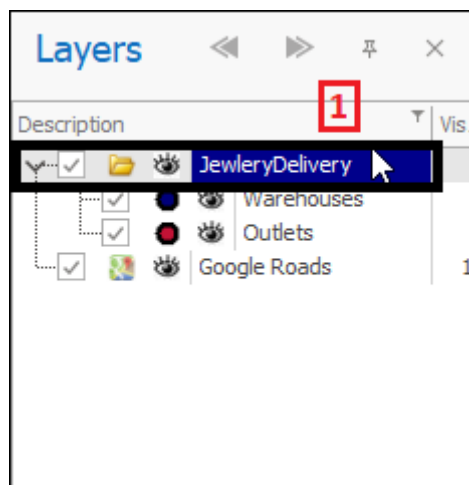 Layers
1
Description Vis
JewleryDelivery
Warehouses
Outlets
Google Roads 1